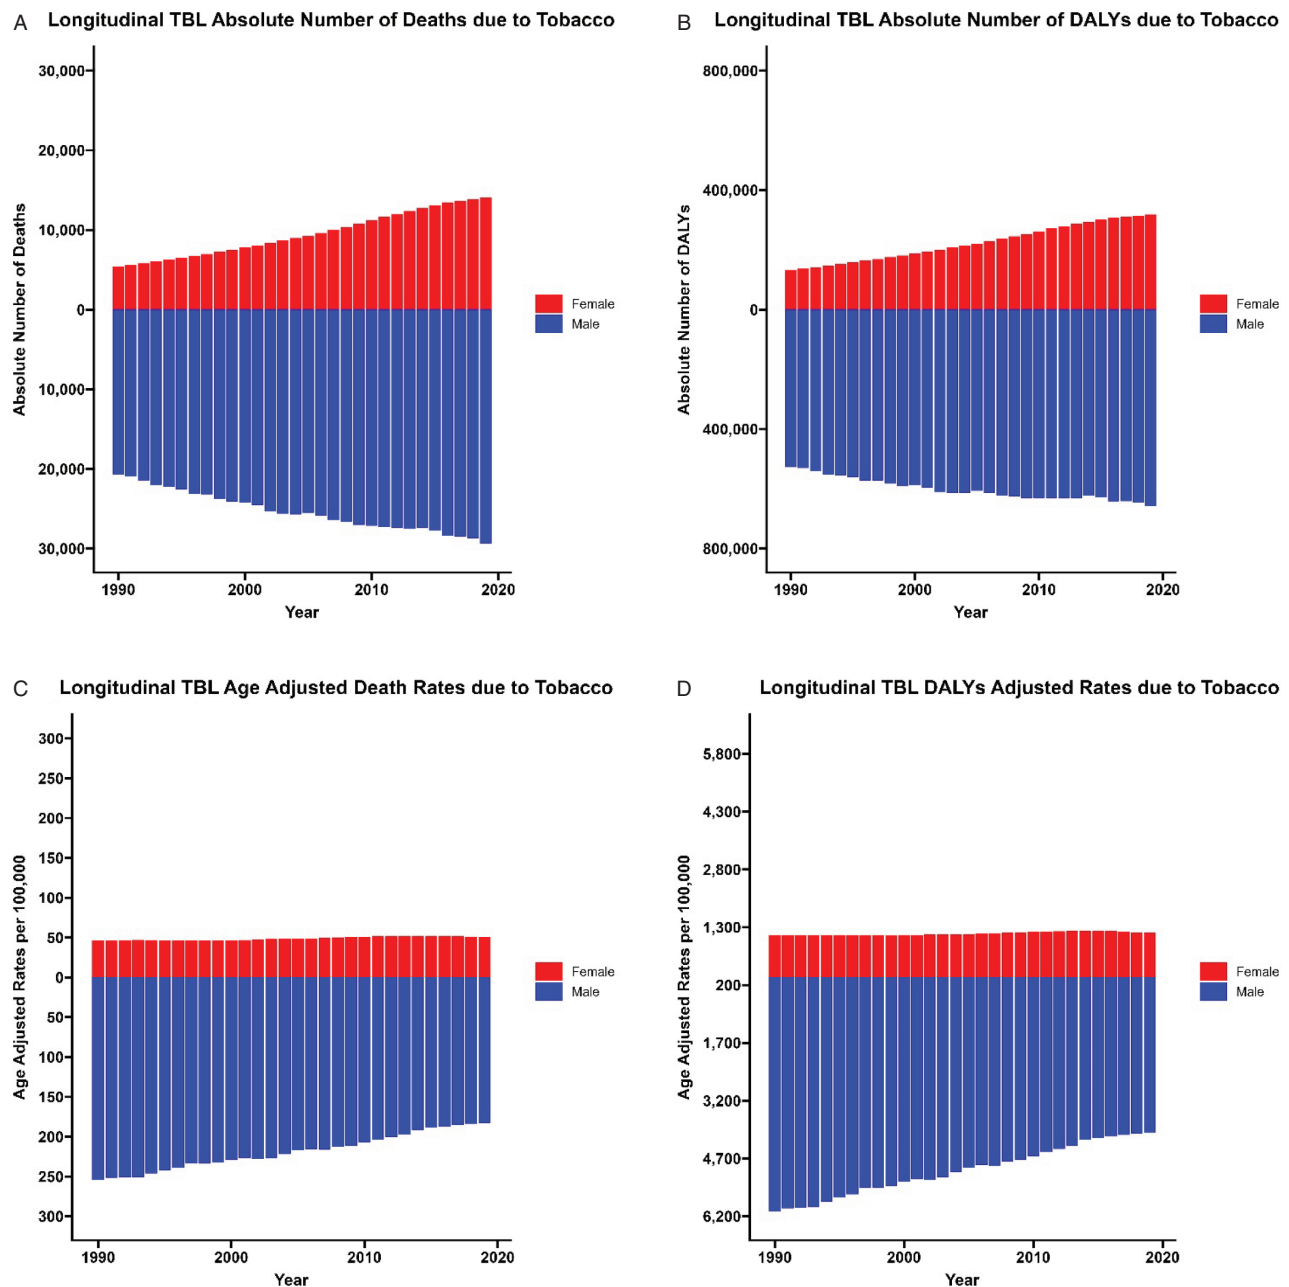 A Longitudinal TBL Absolute Number of Deaths due to Tobacco
30,000
20,000
10,000
0
10,000
20,000
30,000
Absolute Number of Deaths
1990 2000 2010 2020
Year
Female
Male
B Longitudinal TBL Absolute Number of DALYs due to Tobacco
800,000
400,000
0
400,000
800,000
Absolute Number of DALYs
1990 2000 2010 2020
Year
Female
Male
C Longitudinal TBL Age Adjusted Death Rates due to Tobacco
300
250
200
150
100
50
0
50
100
150
200
250
300
Age Adjusted Rates per 100,000
1990 2000 2010 2020
Year
Female
Male
D Longitudinal TBL DALYs Adjusted Rates due to Tobacco
5,800
4,300
2,800
1,300
200
1,700
3,200
4,700
6,200
Age Adjusted Rates per 100,000
1990 2000 2010 2020
Year
Female
Male